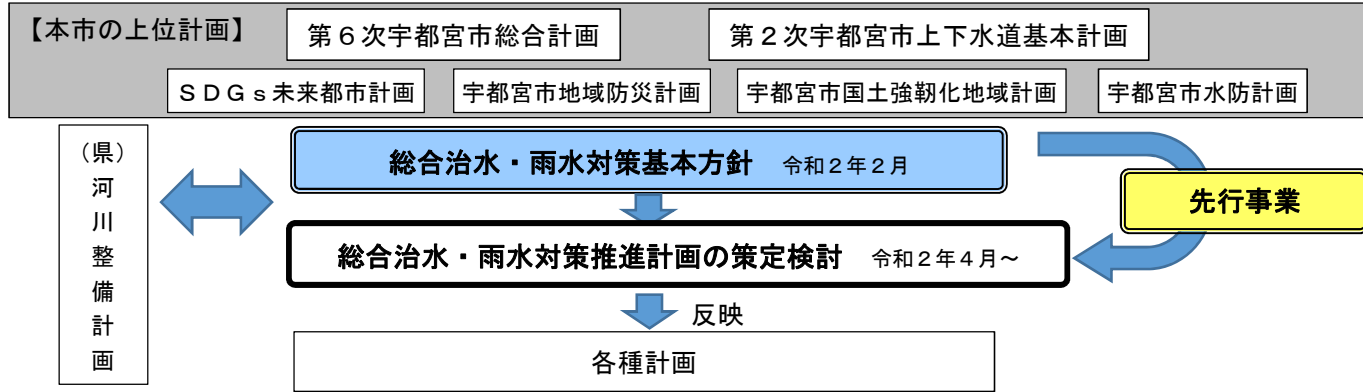 【本市の上位計画】
第６次宇都宮市総合計画
第２次宇都宮市上下水道基本計画
ＳＤＧｓ未来都市計画
宇都宮市地域防災計画
宇都宮市国土強靭化地域計画
宇都宮市水防計画
（県）河川整備計画
総合治水・雨水対策基本方針 令和２年２月
先行事業
総合治水・雨水対策推進計画の策定検討 令和２年４月～
反映
各種計画